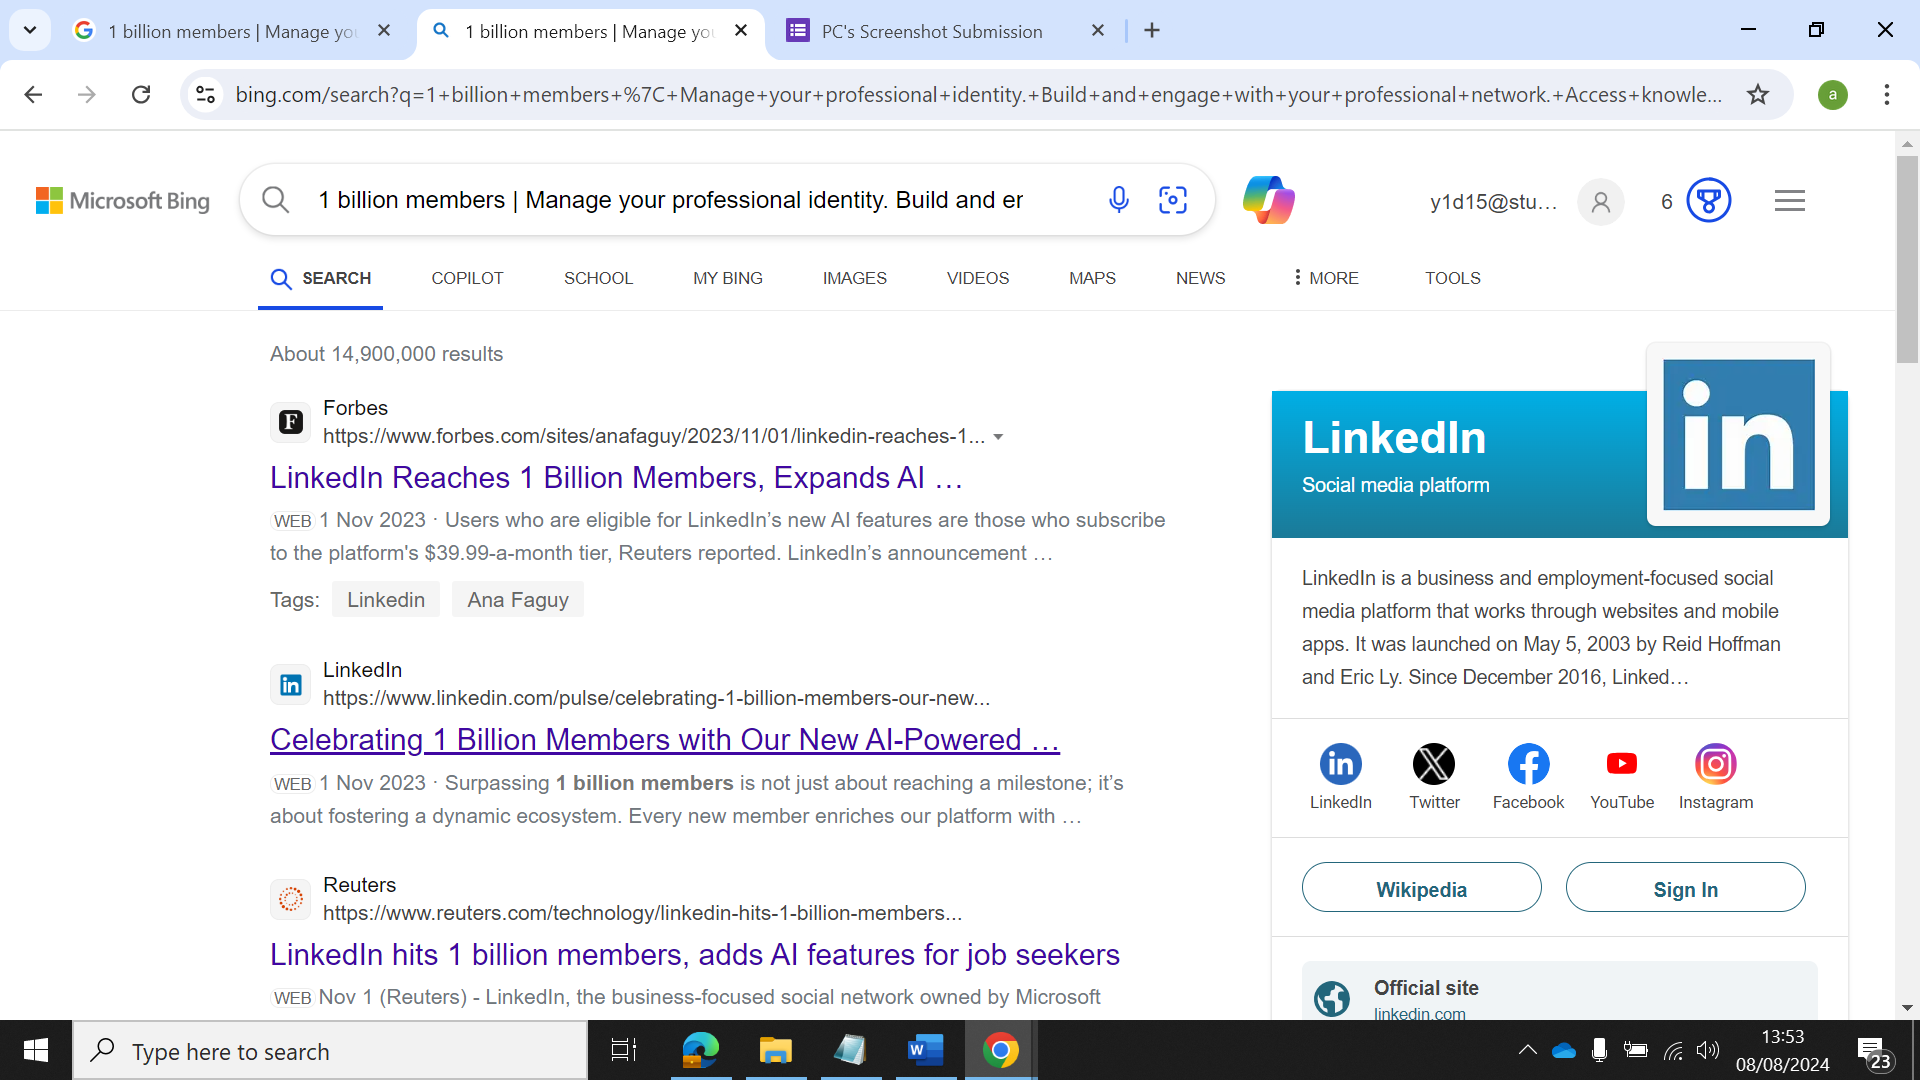 1 billion members | Manage you
1 billion members | Manage you
PC's Screenshot Submission
bing.com/search?q=1+billion+members+%7C+Manage+your+professional+identity.+Build+and+engage+with+your+professional+network.+Access+knowle...
a
Microsoft Bing
1 billion members | Manage your professional identity. Build and er
y1d15@stu...
6
SEARCH
COPILOT
SCHOOL
MY BING
IMAGES
VIDEOS
MAPS
NEWS
MORE
TOOLS
About 14,900,000 results
F
Forbes
https://www.forbes.com/sites/anafaguy/2023/11/01/linkedin-reaches-1...
LinkedIn Reaches 1 Billion Members, Expands AI …
WEB 1 Nov 2023 · Users who are eligible for LinkedIn’s new AI features are those who subscribe
to the platform's $39.99-a-month tier, Reuters reported. LinkedIn’s announcement …
Tags: Linkedin Ana Faguy
in
LinkedIn
https://www.linkedin.com/pulse/celebrating-1-billion-members-our-new...
Celebrating 1 Billion Members with Our New AI-Powered …
WEB 1 Nov 2023 · Surpassing 1 billion members is not just about reaching a milestone; it’s
about fostering a dynamic ecosystem. Every new member enriches our platform with …
Reuters
https://www.reuters.com/technology/linkedin-hits-1-billion-members...
LinkedIn hits 1 billion members, adds AI features for job seekers
WEB Nov 1 (Reuters) - LinkedIn, the business-focused social network owned by Microsoft
LinkedIn
Social media platform
in
LinkedIn is a business and employment-focused social
media platform that works through websites and mobile
apps. It was launched on May 5, 2003 by Reid Hoffman
and Eric Ly. Since December 2016, Linked…
in
LinkedIn
Twitter
Facebook
YouTube
Instagram
Wikipedia
Sign In
Official site
linkedin.com
Type here to search
W
13:53
08/08/2024
23